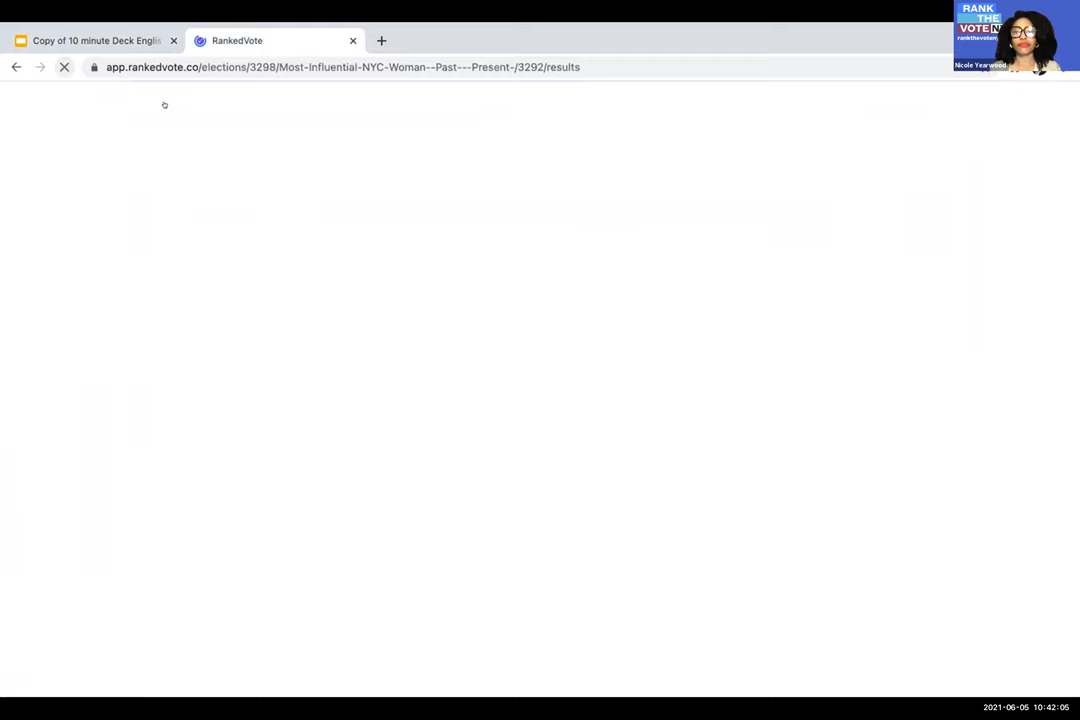 Copy of 10 minute Deck Englis
RankedVote
app.rankedvote.co/elections/3298/Most-Influential-NYC-Woman--Past---Present-/3292/results
RANK
THE
VOTE N
rankthevoten
Nicole Yearwood
2021-06-05 10:42:05